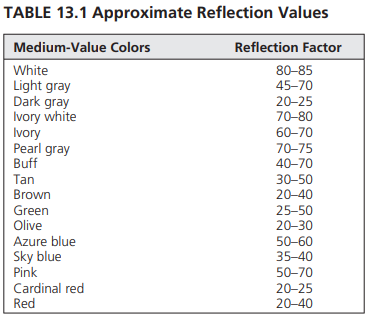 TABLE 13.1 Approximate Reflection Values
Medium-Value Colors Reflection Factor
White 80–85
Light gray 45–70
Dark gray 20–25
Ivory white 70–80
Ivory 60–70
Pearl gray 70–75
Buff 40–70
Tan 30–50
Brown 20–40
Green 25–50
Olive 20–30
Azure blue 50–60
Sky blue 35–40
Pink 50–70
Cardinal red 20–25
Red 20–40